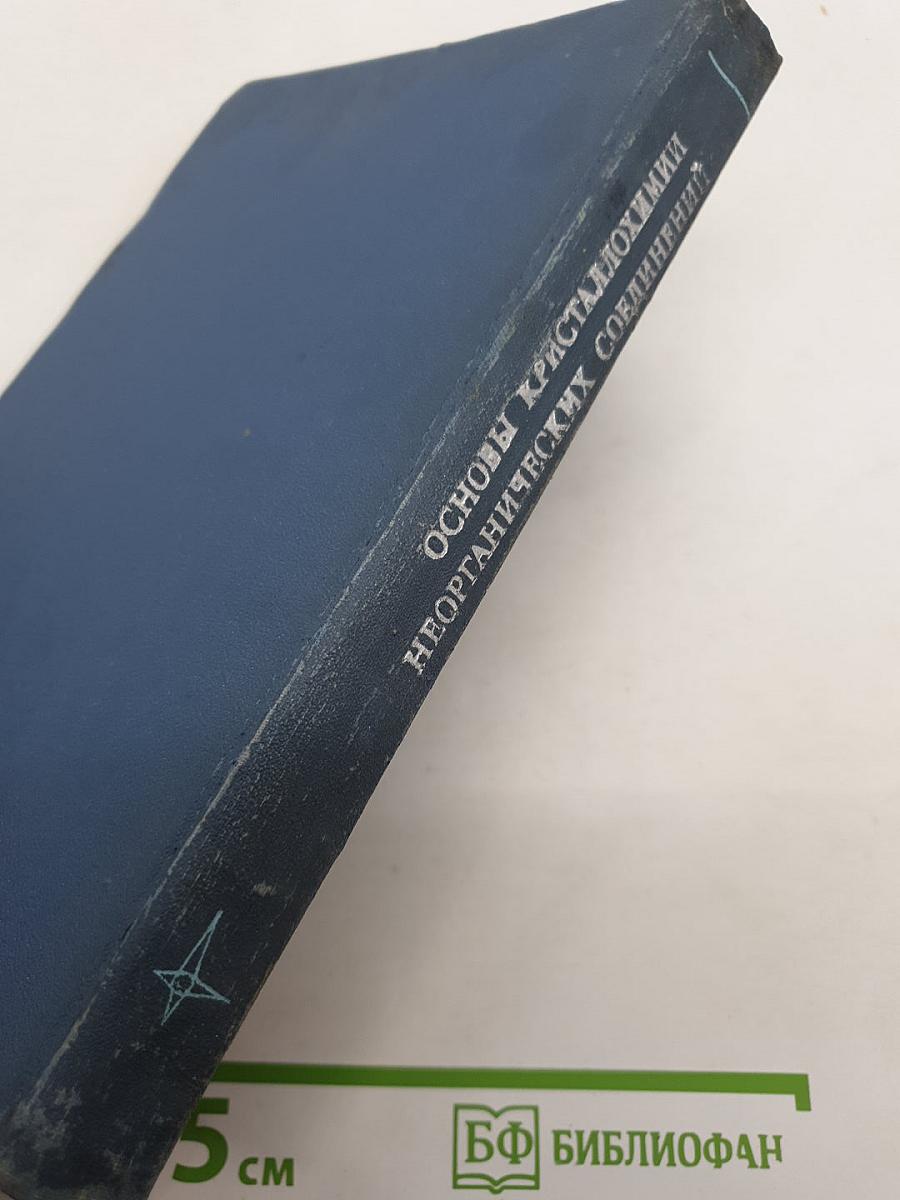 ОСНОВЫ КРИСТАЛЛОХИМИИ
НЕОРГАНИЧЕСКИХ СОЕДИНЕНИЙ
5 см
БФ БИБЛИОФАН